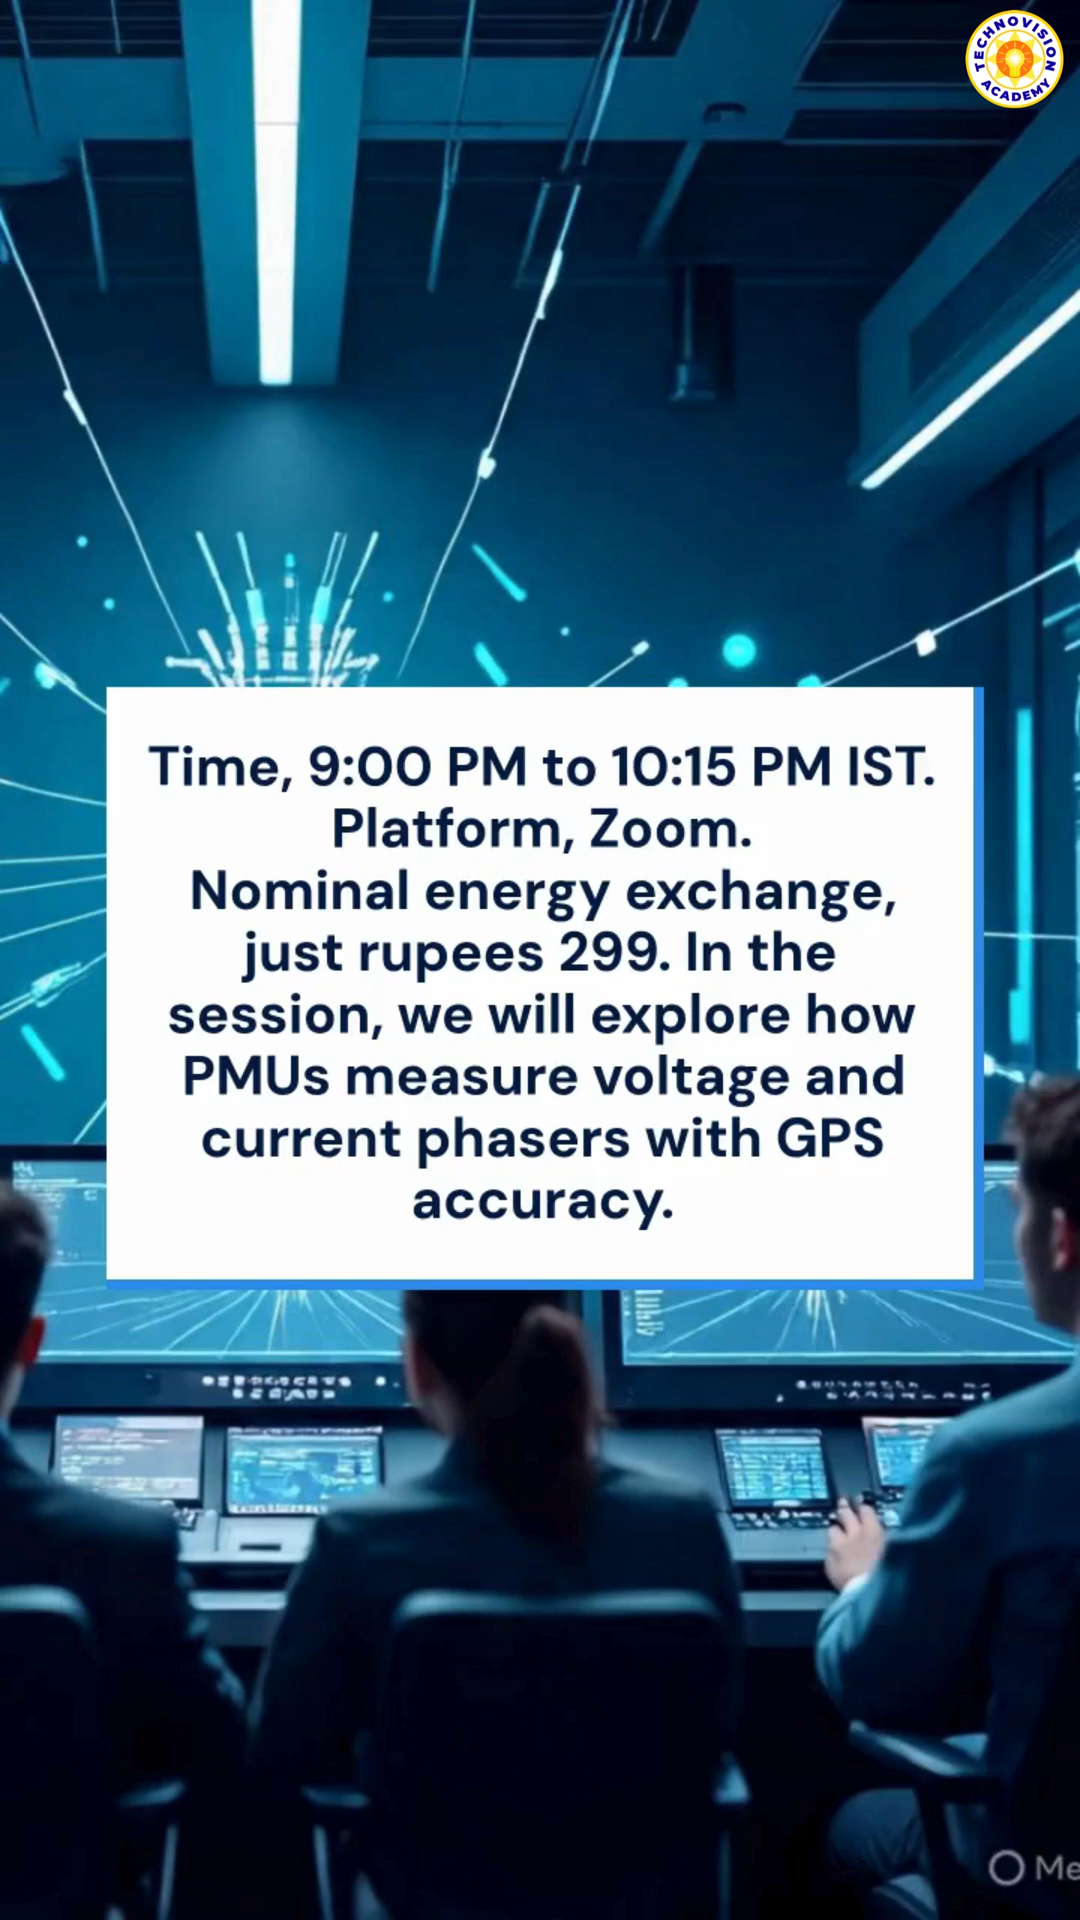 TECHNOVISION
ACADEMY
Time, 9:00 PM to 10:15 PM IST.
Platform, Zoom.
Nominal energy exchange,
just rupees 299. In the
session, we will explore how
PMUs measure voltage and
current phasers with GPS
accuracy.
Me